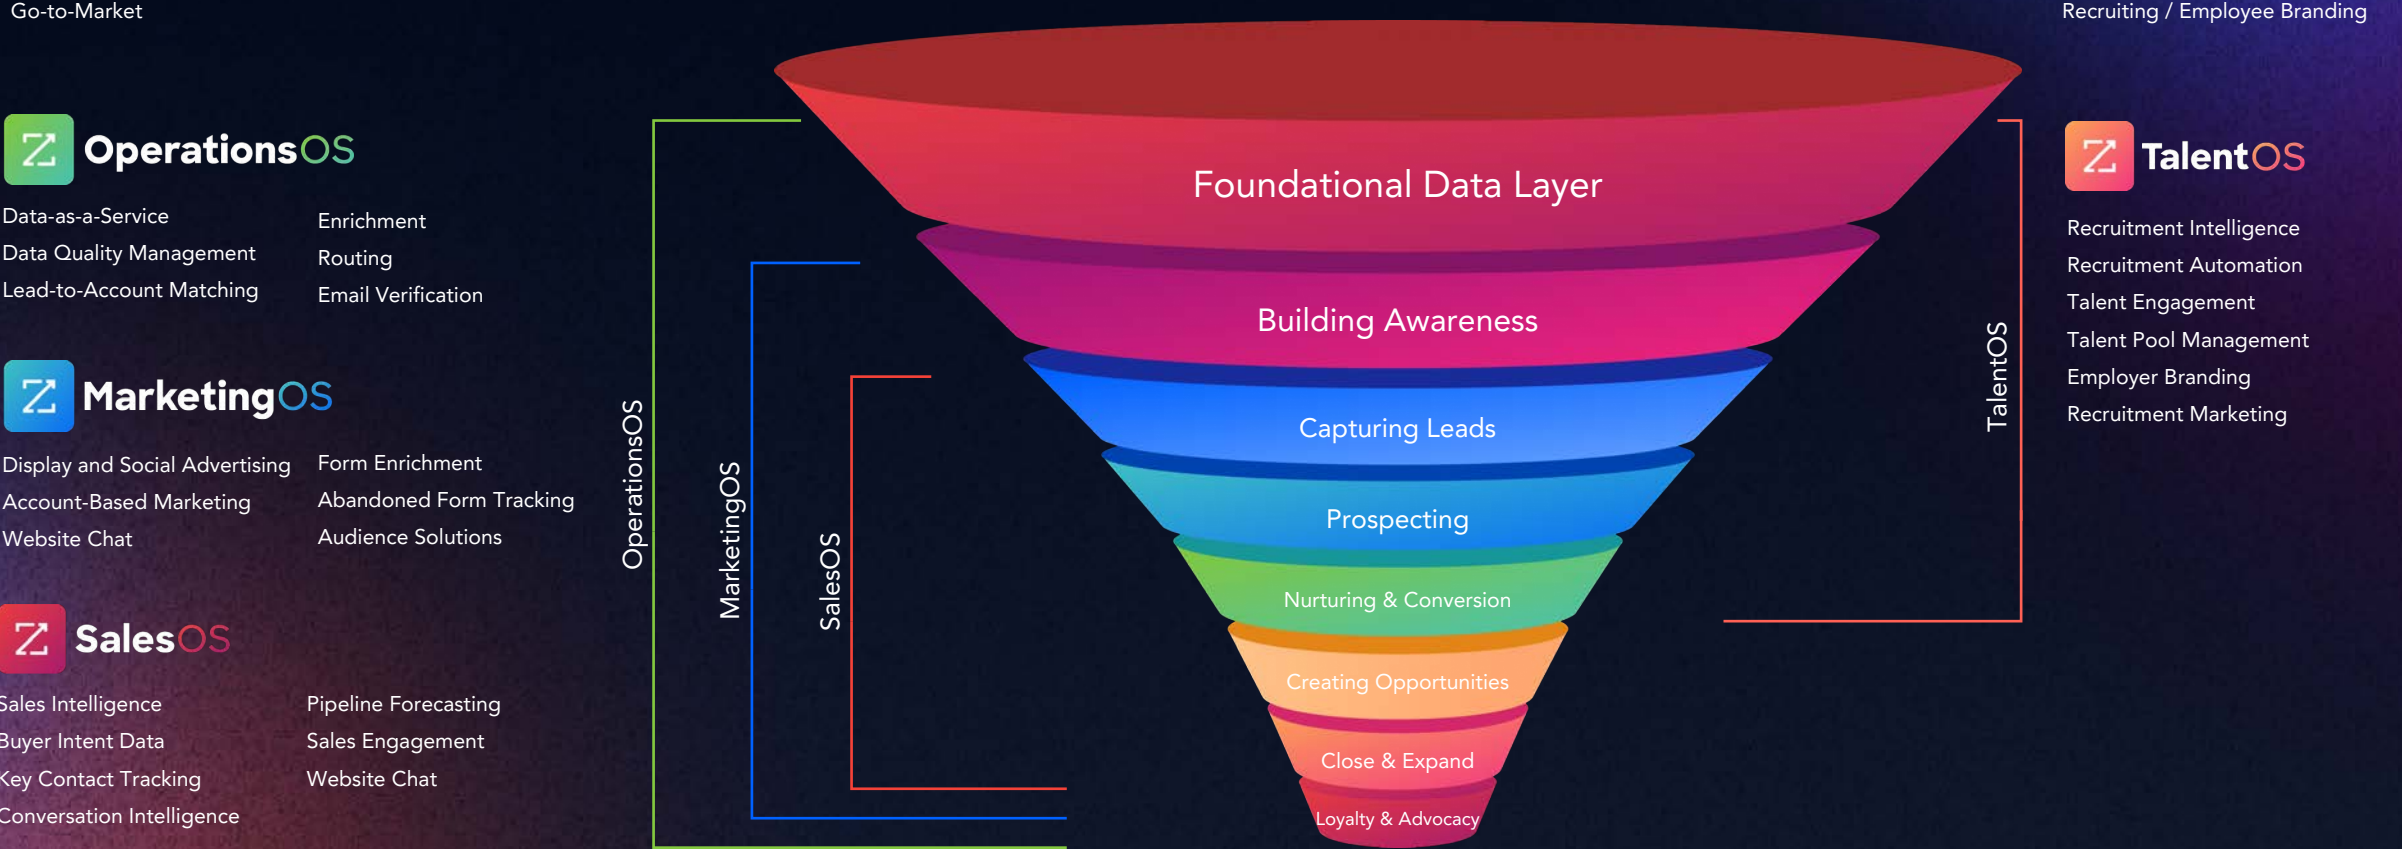 Go-to-Market
Recruiting / Employee Branding
OperationsOS
Data-as-a-Service
Data Quality Management
Lead-to-Account Matching
Enrichment
Routing
Email Verification
MarketingOS
Display and Social Advertising
Account-Based Marketing
Website Chat
Form Enrichment
Abandoned Form Tracking
Audience Solutions
SalesOS
Sales Intelligence
Buyer Intent Data
Key Contact Tracking
Conversation Intelligence
Pipeline Forecasting
Sales Engagement
Website Chat
OperationsOS
MarketingOS
SalesOS
Foundational Data Layer
Building Awareness
Capturing Leads
Prospecting
Nurturing & Conversion
Creating Opportunities
Close & Expand
Loyalty & Advocacy
TalentOS
TalentOS
Recruitment Intelligence
Recruitment Automation
Talent Engagement
Talent Pool Management
Employer Branding
Recruitment Marketing